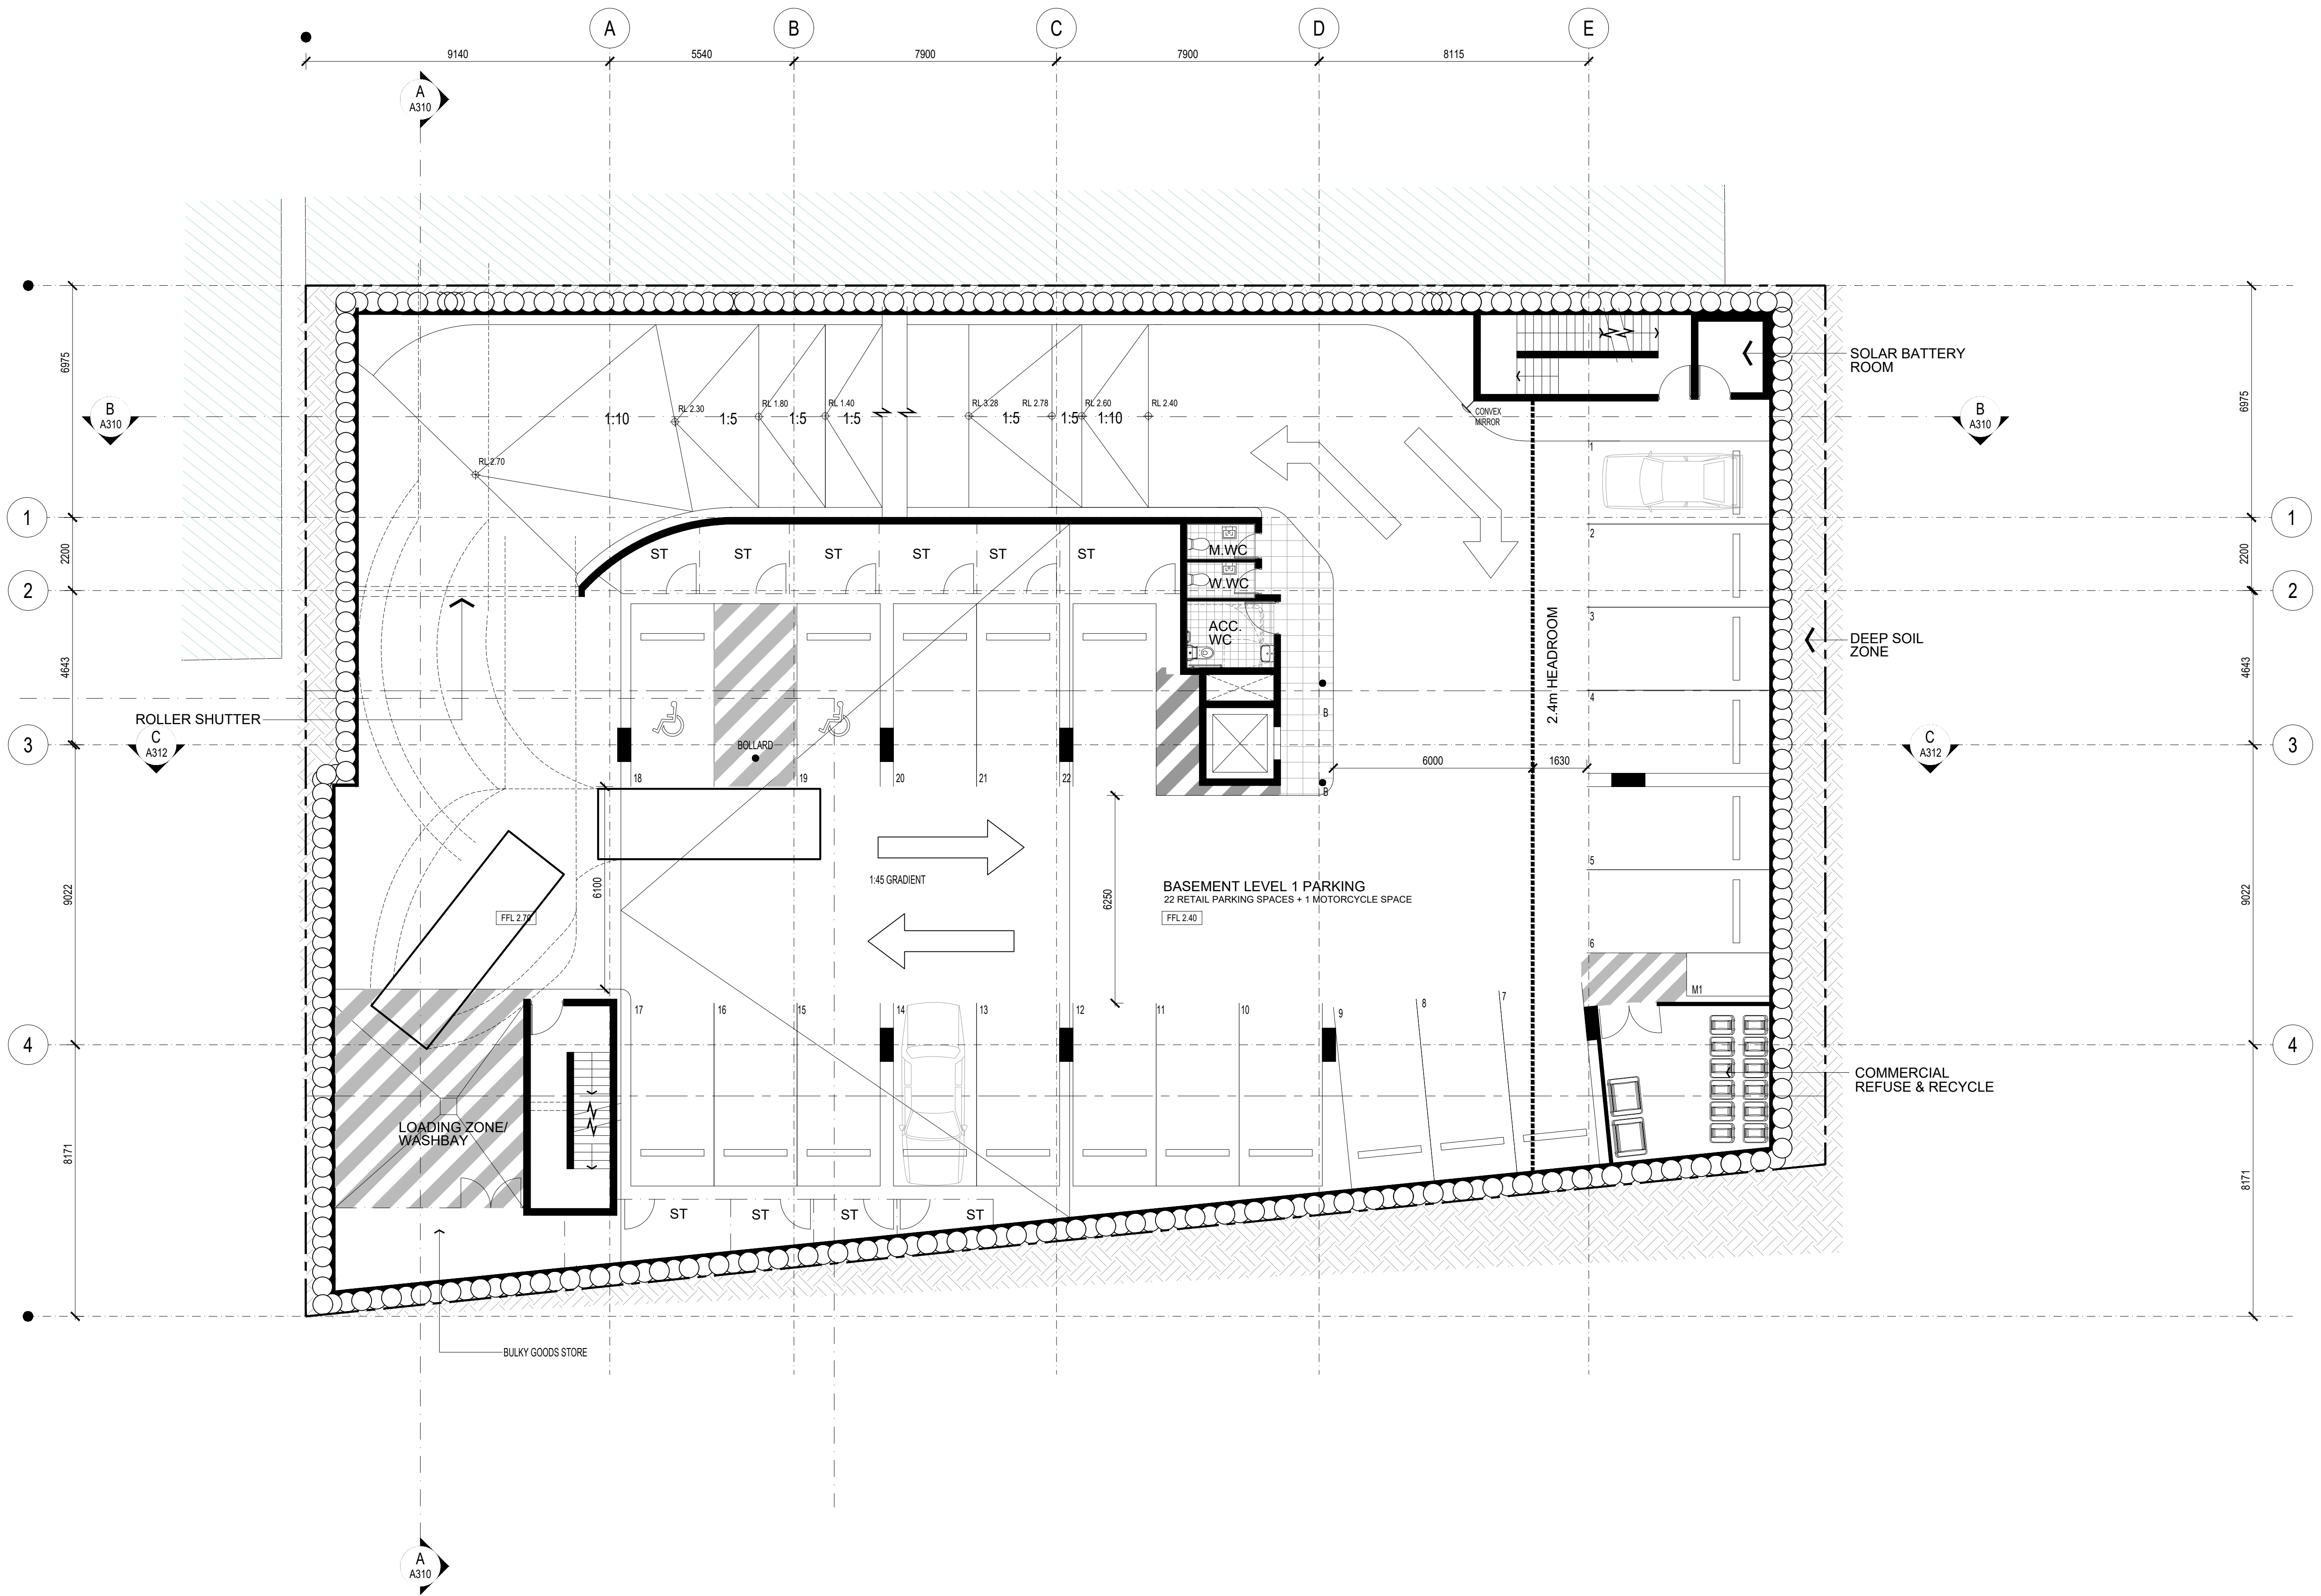 A
B
C
D
E
9140
5540
7900
7900
8115
A
A310
6975
6975
SOLAR BATTERY
ROOM
B
A310
RL 2.30
RL 1.80
RL 1.40
RL 3.28
RL 2.78
RL 2.60
RL 2.40
1:10
1:5
1:5
1:5
1:5
1:5
1:10
CONVEX
MIRROR
B
A310
RL 2.70
1
1
1
2200
2200
2
ST
ST
ST
ST
ST
ST
M.WC
W.WC
2
2
3
ACC.
WC
2.4m HEADROOM
DEEP SOIL
ZONE
4643
4643
4
ROLLER SHUTTER
B
C
A312
3
BOLLARD
C
A312
3
6000
1630
18
19
20
21
22
B
5
1:45 GRADIENT
BASEMENT LEVEL 1 PARKING
22 RETAIL PARKING SPACES + 1 MOTORCYCLE SPACE
FFL 2.70
FFL 2.40
6100
6250
9022
9022
6
M1
17
16
15
14
13
12
11
10
9
8
7
4
4
COMMERCIAL
REFUSE & RECYCLE
LOADING ZONE/
WASHBAY
8171
8171
ST
ST
ST
ST
BULKY GOODS STORE
A
A310